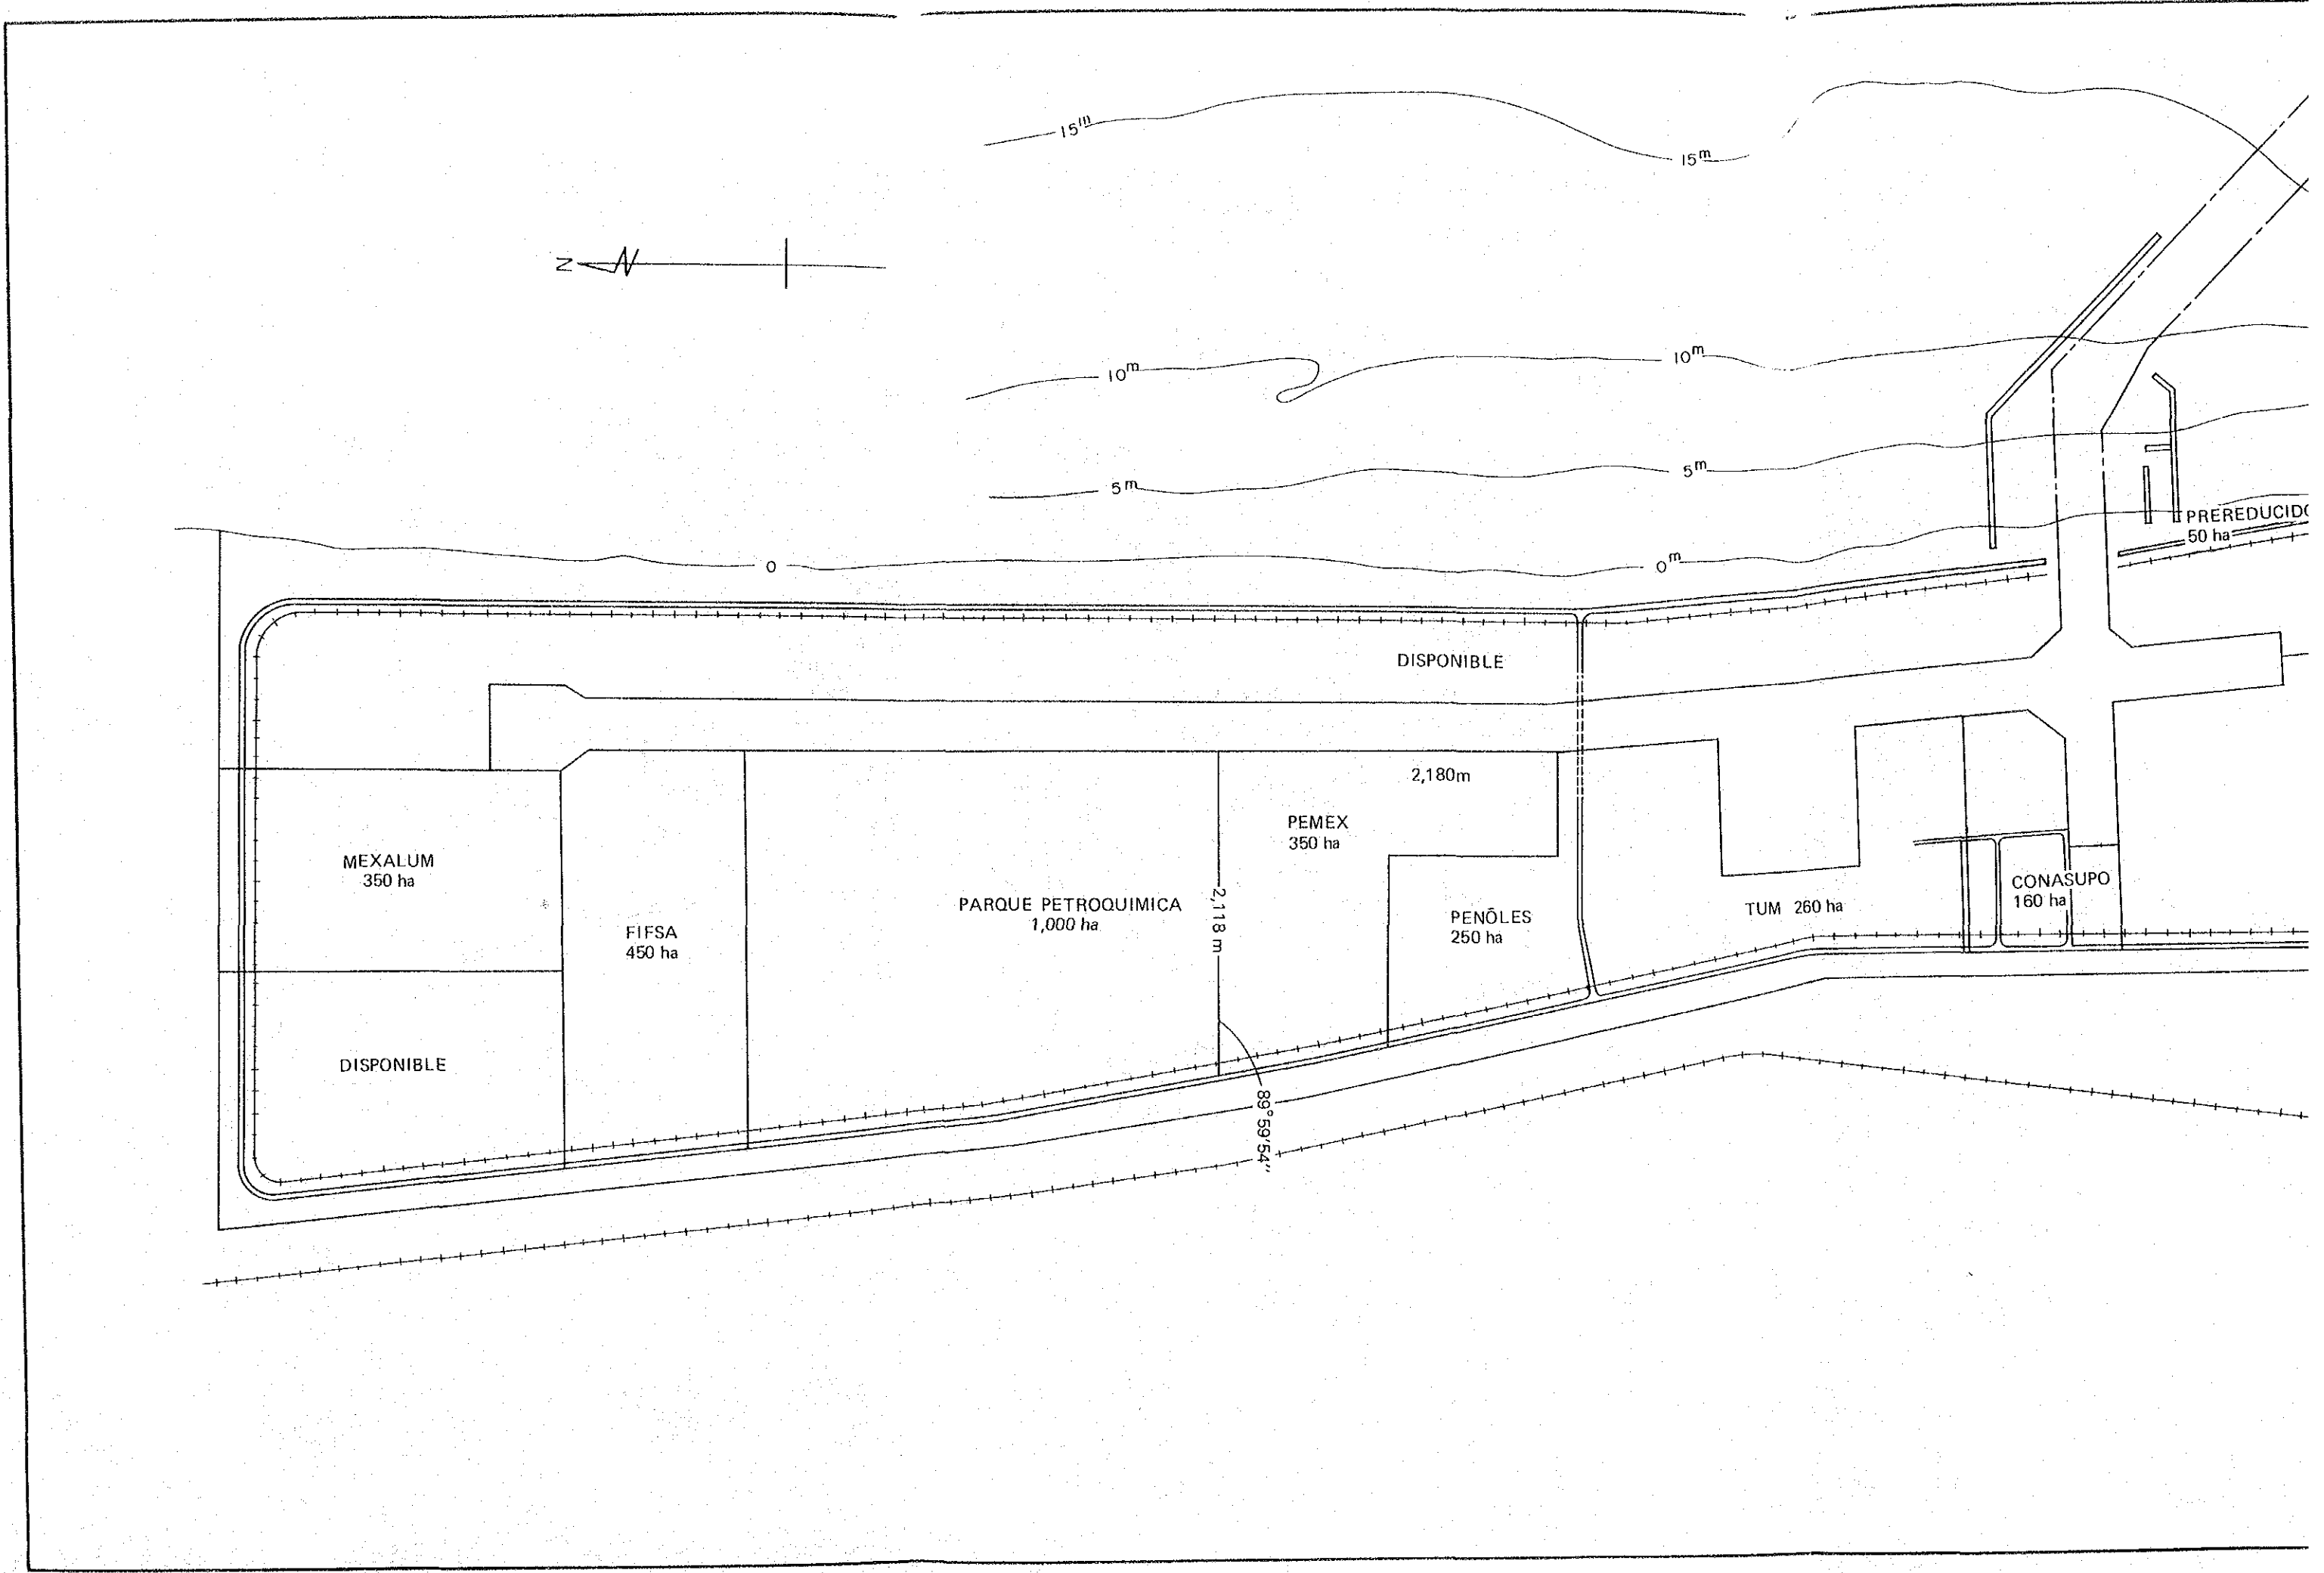 15m
15m
N
10m
10m
5m
5m
PREREDUCIDO
50 ha
0
0m
DISPONIBLE
2,180m
PEMEX
350 ha
MEXALUM
350 ha
CONASUPO
160 ha
PARQUE PETROQUIMICA
1,000 ha
2,118 m
PENÕLES
250 ha
TUM 260 ha
FIFSA
450 ha
DISPONIBLE
89°59'54"